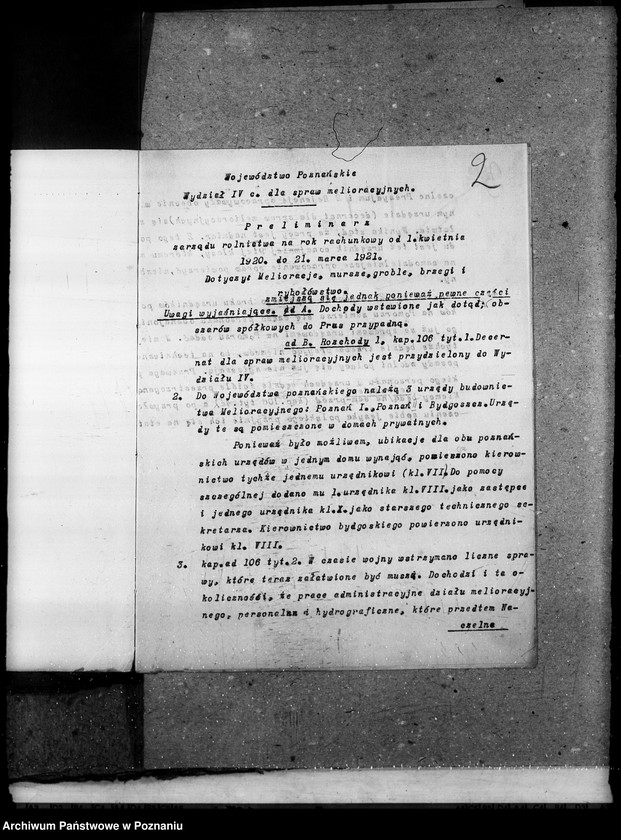 2
Województwo Poznańskie
Wydział IV c. dla spraw melioracyjnych.
Preliminarz
zarządu rolnictwa na rok rachunkowy od 1.kwietnia
1920. do 21. marca 1921.
Dotyczy: Melioracje, mursze,groble, brzegi i
rybołówstwo.
zmiejszą się jednak ponieważ pewne części
Uwagi wyjaśniające. Ad A. Dochody wstawione jak dotąd, ob-
szarów spółkowych do Prus przypadną.
ad B. Rozchody 1. kap.106 tyt.1.Decer-
nat dla spraw melioracyjnych jest przydzielony do Wy-
działu IV.
2. Do Województwa poznańskiego należą 3 urzędy budownic-
twa Melioracyjnego: Poznań I.,Poznań i Bydgoszcz.Urzę-
dy te są pomieszczone w domach prywatnych.
Ponieważ było możliwem, ubikacje dla obu poznań-
skich urzędów w jednym domu wynająć, powierzono kierow-
nictwo tychże jednemu urzędnikowi (kl.VII).Do pomocy
szczególnej dodano mu 1.urzędnika kl.VIII.jako zastępce
i jednego urzędnika kl.X.jako starszego technicznego se-
kretarza. Kierownictwo bydgoskiego powierzono urzędni-
kowi kl. VIII.
3. kap.ad 106 tyt.2. W czasie wojny wstrzymano liczne spra-
wy, które teraz załatwione być muszą. Dochodzi i ta o-
koliczność, że prace administracyjne działu melioracyj-
nego, personalna i hydrograficzne, które przedtem Na-
czelne
Archiwum Państwowe w Poznaniu